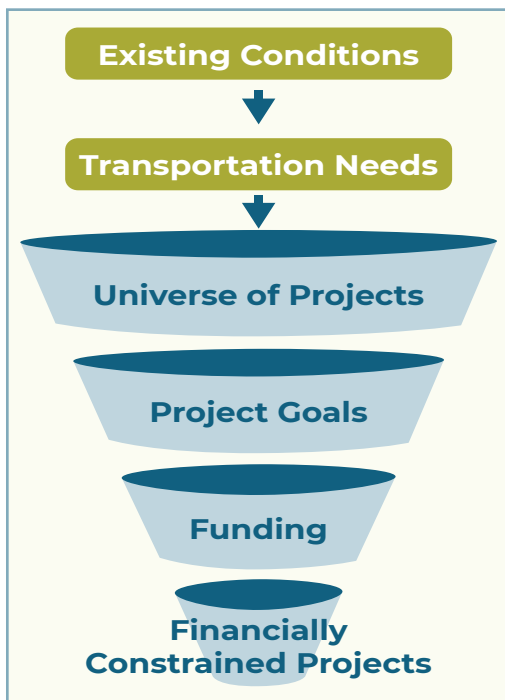 Existing Conditions
Transportation Needs
Universe of Projects
Project Goals
Funding
Financially
Constrained Projects